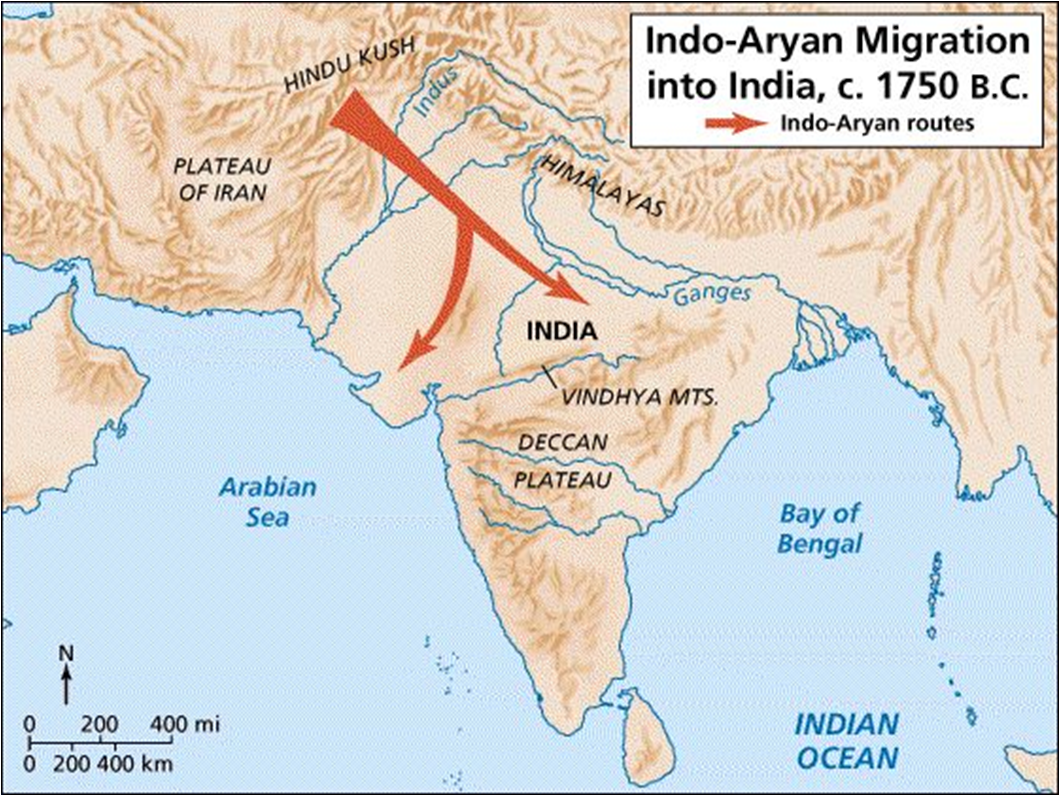 Indo-Aryan Migration
into India, c. 1750 B.C.
Indo-Aryan routes
HINDU KUSH
Indus
PLATEAU
OF IRAN
HIMALAYAS
Ganges
INDIA
VINDHYA MTS.
DECCAN
PLATEAU
Arabian
Sea
Bay of
Bengal
N
0 200 400 mi
0 200 400 km
INDIAN
OCEAN